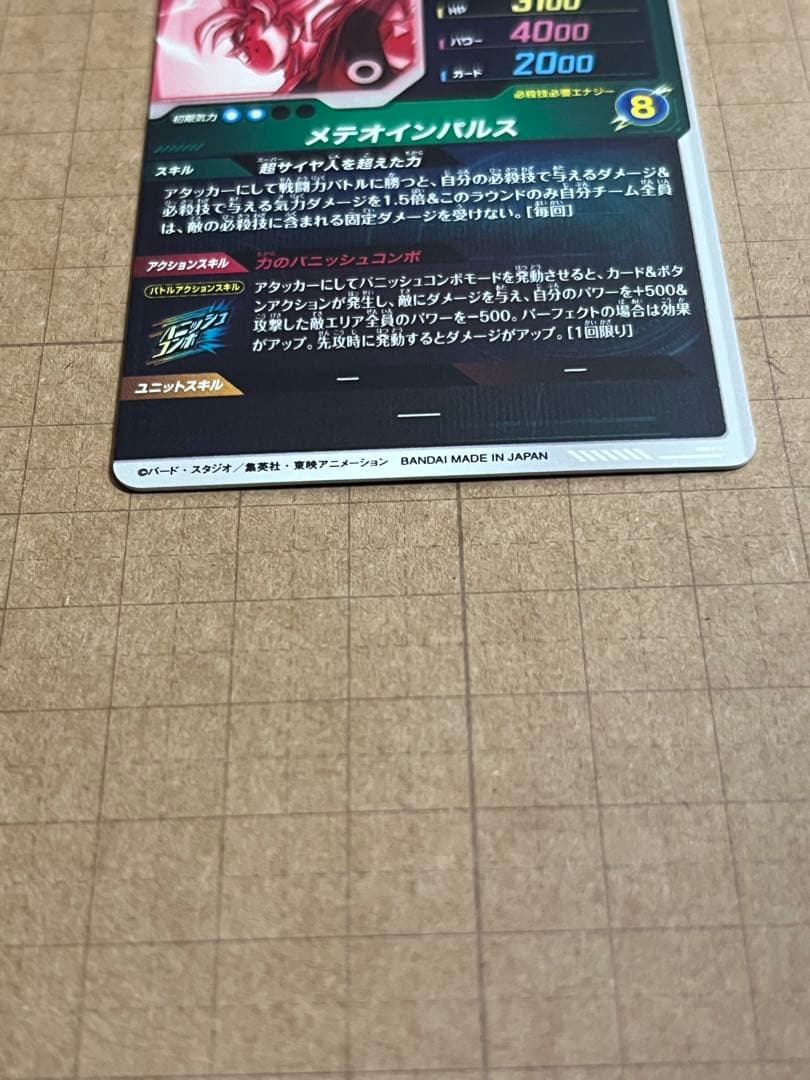 HP 3100
パワー 4000
ガード 2000
必殺技必要エナジー 8
初期気力
メテオインパルス
スキル 超サイヤ人を超えた力
アタッカーにして戦闘力バトルに勝つと、自分の必殺技で与えるダメージ&
必殺技で与える気力ダメージを1.5倍&このラウンドのみ自分チーム全員
は、敵の必殺技に含まれる固定ダメージを受けない。[毎回]
アクションスキル 力のバニッシュコンボ
バトルアクションスキル
バニッシュ
コンボ
アタッカーにしてバニッシュコンボモードを発動させると、カード&ボタ
ンアクションが発生し、敵にダメージを与え、自分のパワーを+500&
攻撃した敵エリア全員のパワーを-500。パーフェクトの場合は効果
がアップ。先攻時に発動するとダメージがアップ。[1回限り]
ユニットスキル ― ―
―
©バード・スタジオ/集英社・東映アニメーション BANDAI MADE IN JAPAN